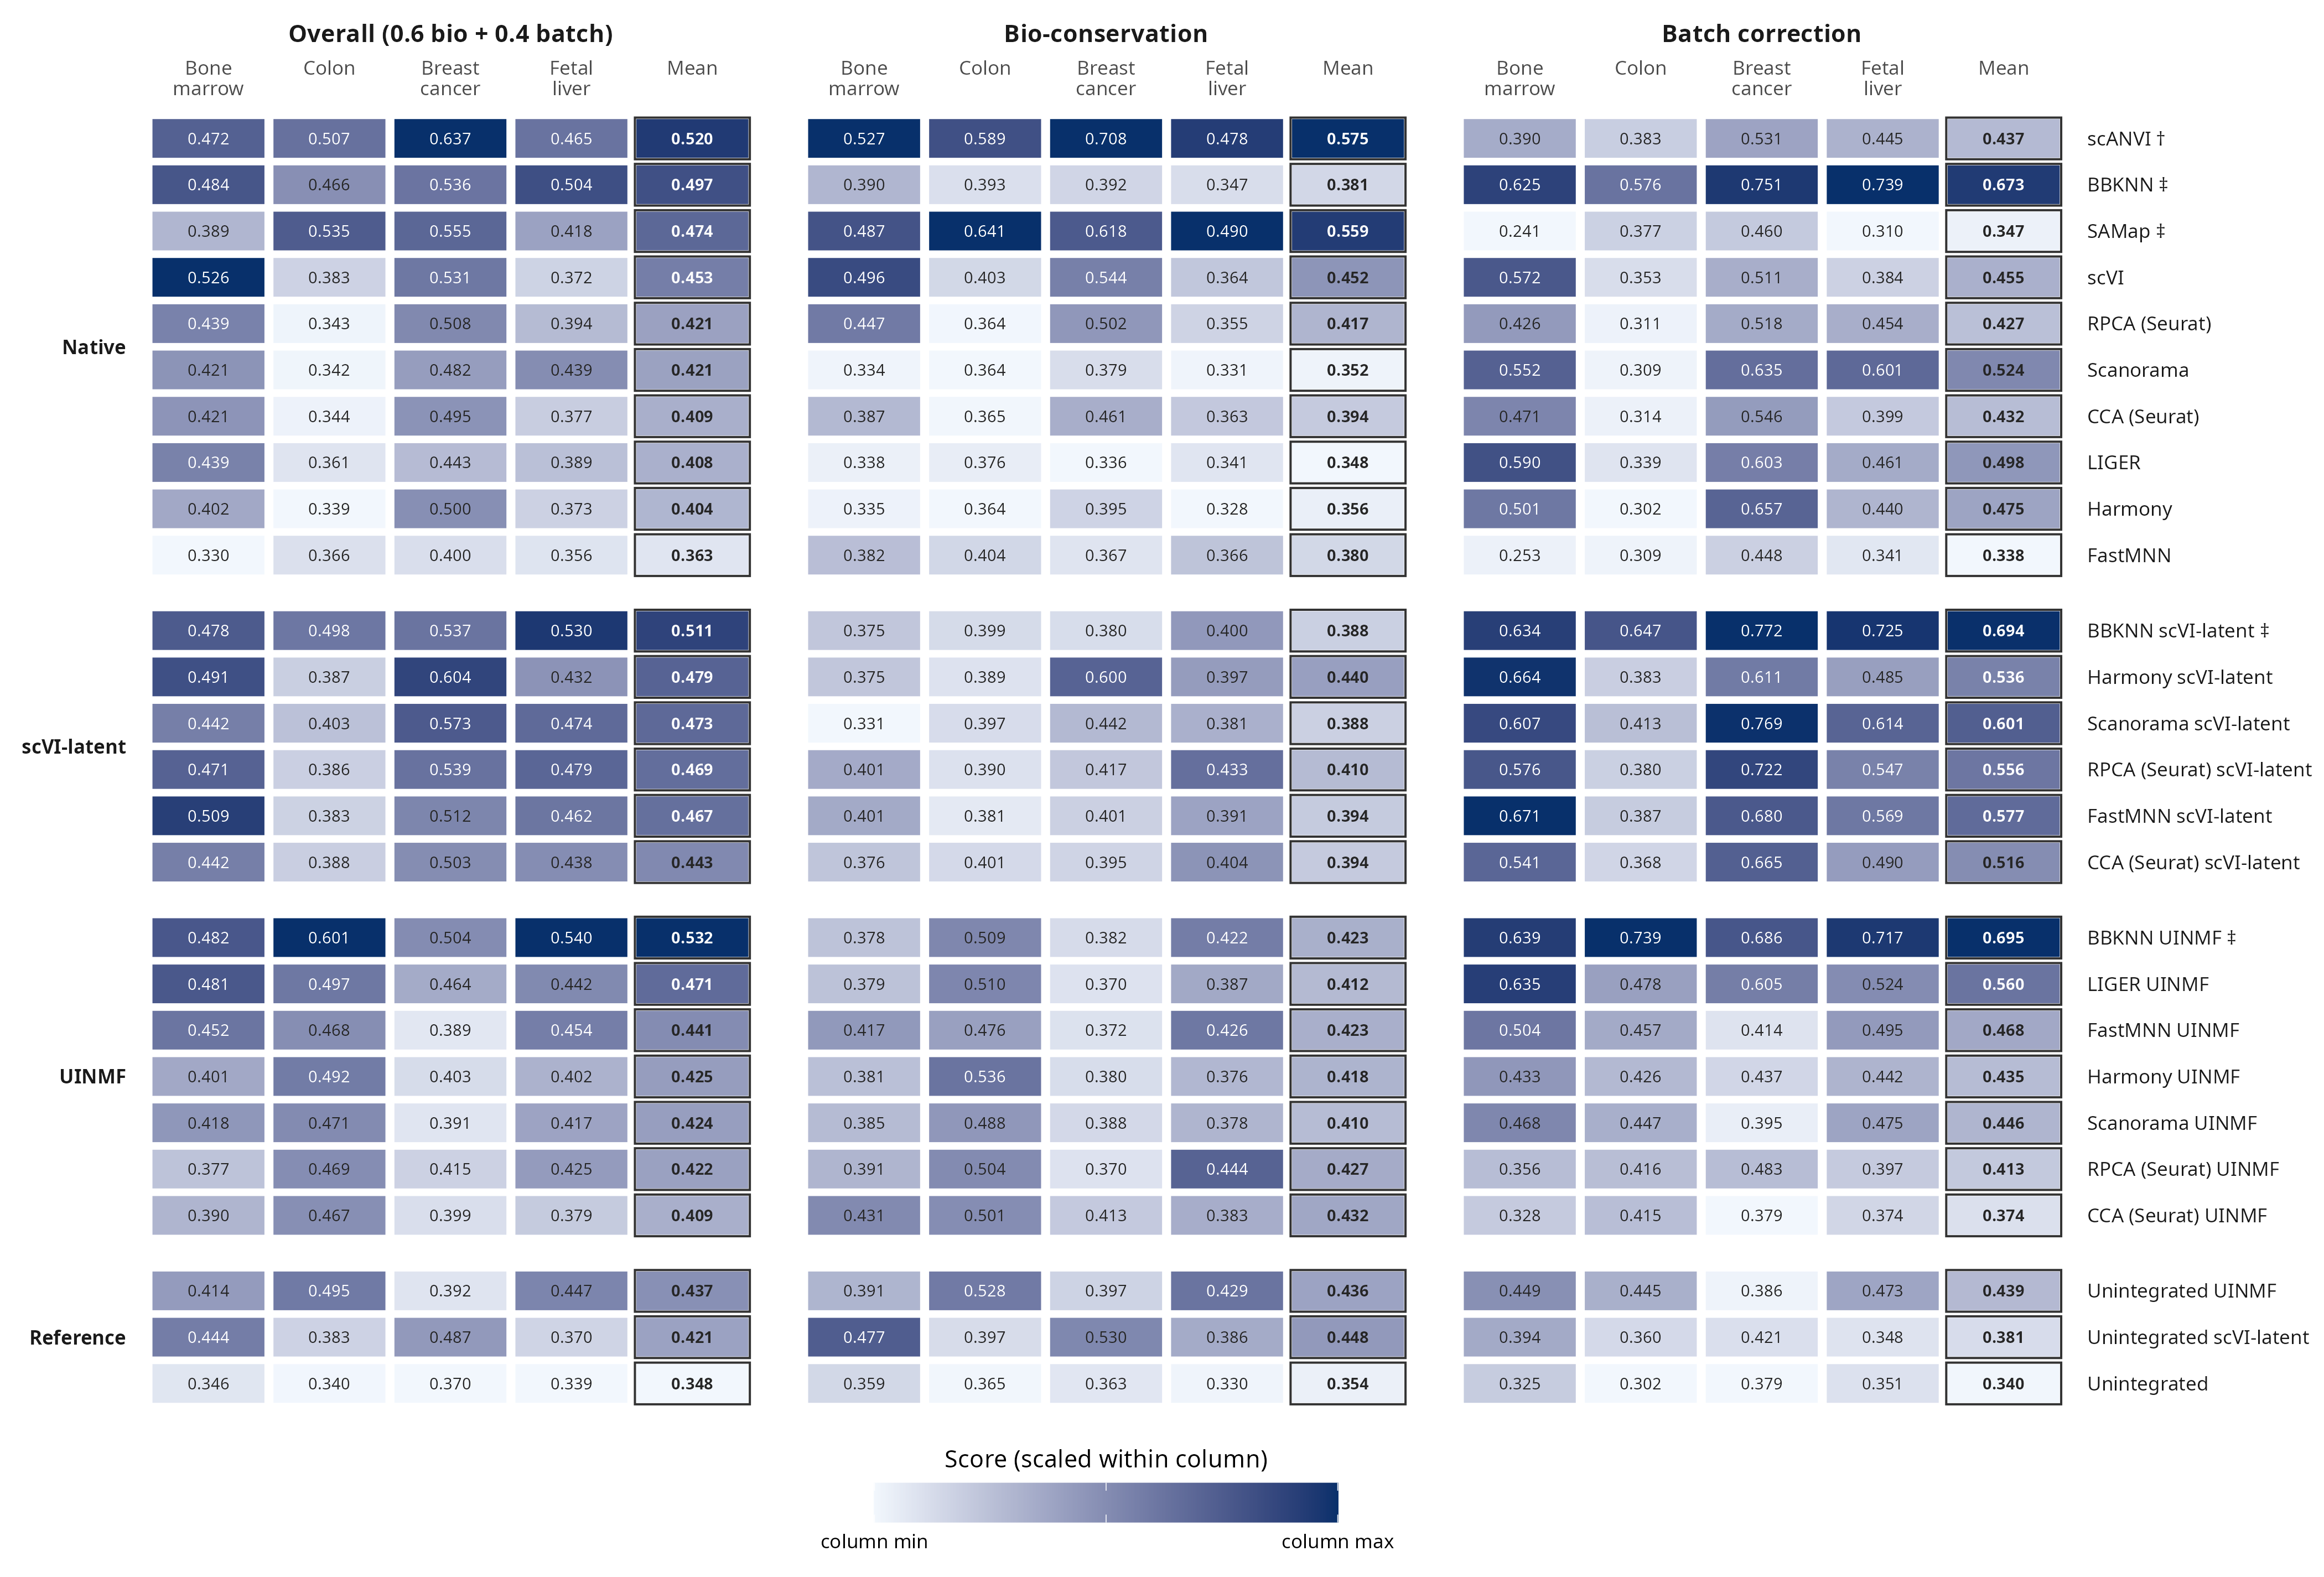 Overall (0.6 bio + 0.4 batch) Bio-conservation Batch correction
Bone marrow Colon Breast cancer Fetal liver Mean Bone marrow Colon Breast cancer Fetal liver Mean Bone marrow Colon Breast cancer Fetal liver Mean
0.472 0.507 0.637 0.465 0.520 0.527 0.589 0.708 0.478 0.575 0.390 0.383 0.531 0.445 0.437 scANVI †
0.484 0.466 0.536 0.504 0.497 0.390 0.393 0.392 0.347 0.381 0.625 0.576 0.751 0.739 0.673 BBKNN ‡
0.389 0.535 0.555 0.418 0.474 0.487 0.641 0.618 0.490 0.559 0.241 0.377 0.460 0.310 0.347 SAMap ‡
0.526 0.383 0.531 0.372 0.453 0.496 0.403 0.544 0.364 0.452 0.572 0.353 0.511 0.384 0.455 scVI
0.439 0.343 0.508 0.394 0.421 0.447 0.364 0.502 0.355 0.417 0.426 0.311 0.518 0.454 0.427 RPCA (Seurat)
Native
0.421 0.342 0.482 0.439 0.421 0.334 0.364 0.379 0.331 0.352 0.552 0.309 0.635 0.601 0.524 Scanorama
0.421 0.344 0.495 0.377 0.409 0.387 0.365 0.461 0.363 0.394 0.471 0.314 0.546 0.399 0.432 CCA (Seurat)
0.439 0.361 0.443 0.389 0.408 0.338 0.376 0.336 0.341 0.348 0.590 0.339 0.603 0.461 0.498 LIGER
0.402 0.339 0.500 0.373 0.404 0.335 0.364 0.395 0.328 0.356 0.501 0.302 0.657 0.440 0.475 Harmony
0.330 0.366 0.400 0.356 0.363 0.382 0.404 0.367 0.366 0.380 0.253 0.309 0.448 0.341 0.338 FastMNN
0.478 0.498 0.537 0.530 0.511 0.375 0.399 0.380 0.400 0.388 0.634 0.647 0.772 0.725 0.694 BBKNN scVI-latent ‡
0.491 0.387 0.604 0.432 0.479 0.375 0.389 0.600 0.397 0.440 0.664 0.383 0.611 0.485 0.536 Harmony scVI-latent
0.442 0.403 0.573 0.474 0.473 0.331 0.397 0.442 0.381 0.388 0.607 0.413 0.769 0.614 0.601 Scanorama scVI-latent
scVI-latent
0.471 0.386 0.539 0.479 0.469 0.401 0.390 0.417 0.433 0.410 0.576 0.380 0.722 0.547 0.556 RPCA (Seurat) scVI-latent
0.509 0.383 0.512 0.462 0.467 0.401 0.381 0.401 0.391 0.394 0.671 0.387 0.680 0.569 0.577 FastMNN scVI-latent
0.442 0.388 0.503 0.438 0.443 0.376 0.401 0.395 0.404 0.394 0.541 0.368 0.665 0.490 0.516 CCA (Seurat) scVI-latent
0.482 0.601 0.504 0.540 0.532 0.378 0.509 0.382 0.422 0.423 0.639 0.739 0.686 0.717 0.695 BBKNN UINMF ‡
0.481 0.497 0.464 0.442 0.471 0.379 0.510 0.370 0.387 0.412 0.635 0.478 0.605 0.524 0.560 LIGER UINMF
0.452 0.468 0.389 0.454 0.441 0.417 0.476 0.372 0.426 0.423 0.504 0.457 0.414 0.495 0.468 FastMNN UINMF
UINMF 0.401 0.492 0.403 0.402 0.425 0.381 0.536 0.380 0.376 0.418 0.433 0.426 0.437 0.442 0.435 Harmony UINMF
0.418 0.471 0.391 0.417 0.424 0.385 0.488 0.388 0.378 0.410 0.468 0.447 0.395 0.475 0.446 Scanorama UINMF
0.377 0.469 0.415 0.425 0.422 0.391 0.504 0.370 0.444 0.427 0.356 0.416 0.483 0.397 0.413 RPCA (Seurat) UINMF
0.390 0.467 0.399 0.379 0.409 0.431 0.501 0.413 0.383 0.432 0.328 0.415 0.379 0.374 0.374 CCA (Seurat) UINMF
0.414 0.495 0.392 0.447 0.437 0.391 0.528 0.397 0.429 0.436 0.449 0.445 0.386 0.473 0.439 Unintegrated UINMF
Reference 0.444 0.383 0.487 0.370 0.421 0.477 0.397 0.530 0.386 0.448 0.394 0.360 0.421 0.348 0.381 Unintegrated scVI-latent
0.346 0.340 0.370 0.339 0.348 0.359 0.365 0.363 0.330 0.354 0.325 0.302 0.379 0.351 0.340 Unintegrated
Score (scaled within column)
column min column max